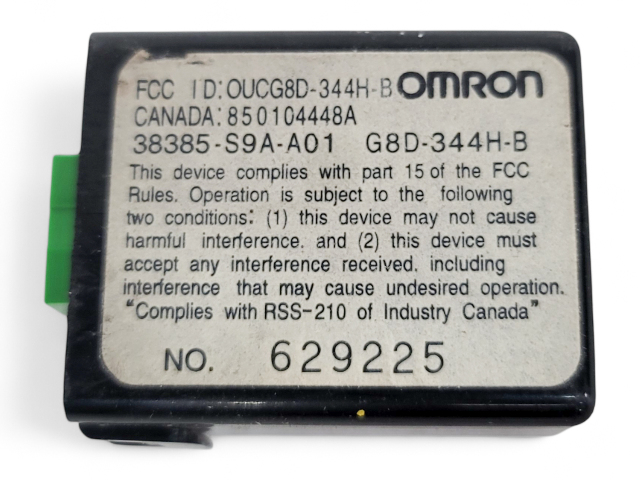 FCC ID:OUCG8D-344H-B OMRON
CANADA:850104448A
38385-S9A-A01 G8D-344H-B
This device complies with part 15 of the FCC
Rules. Operation is subject to the following
two conditions: (1) this device may not cause
harmful interference. and (2) this device must
accept any interference received. including
interference that may cause undesired operation.
"Complies with RSS-210 of Industry Canada"
NO. 629225